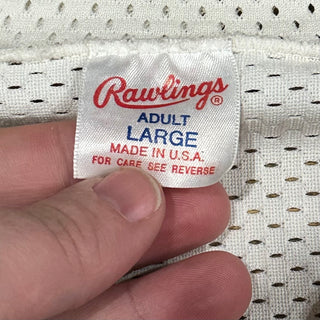 Rawlings®
ADULT
LARGE
MADE IN U.S.A.
FOR CARE SEE REVERSE